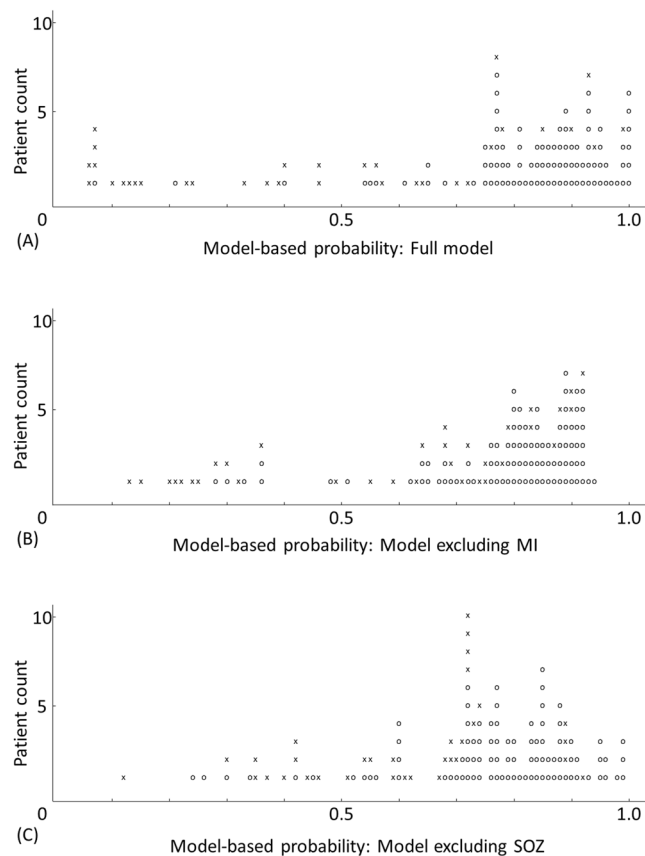 10
5
Patient count
0
0.5
1.0
(A)
Model-based probability: Full model
10
5
Patient count
0
0.5
1.0
(B)
Model-based probability: Model excluding MI
10
5
Patient count
0
0.5
1.0
(C)
Model-based probability: Model excluding SOZ